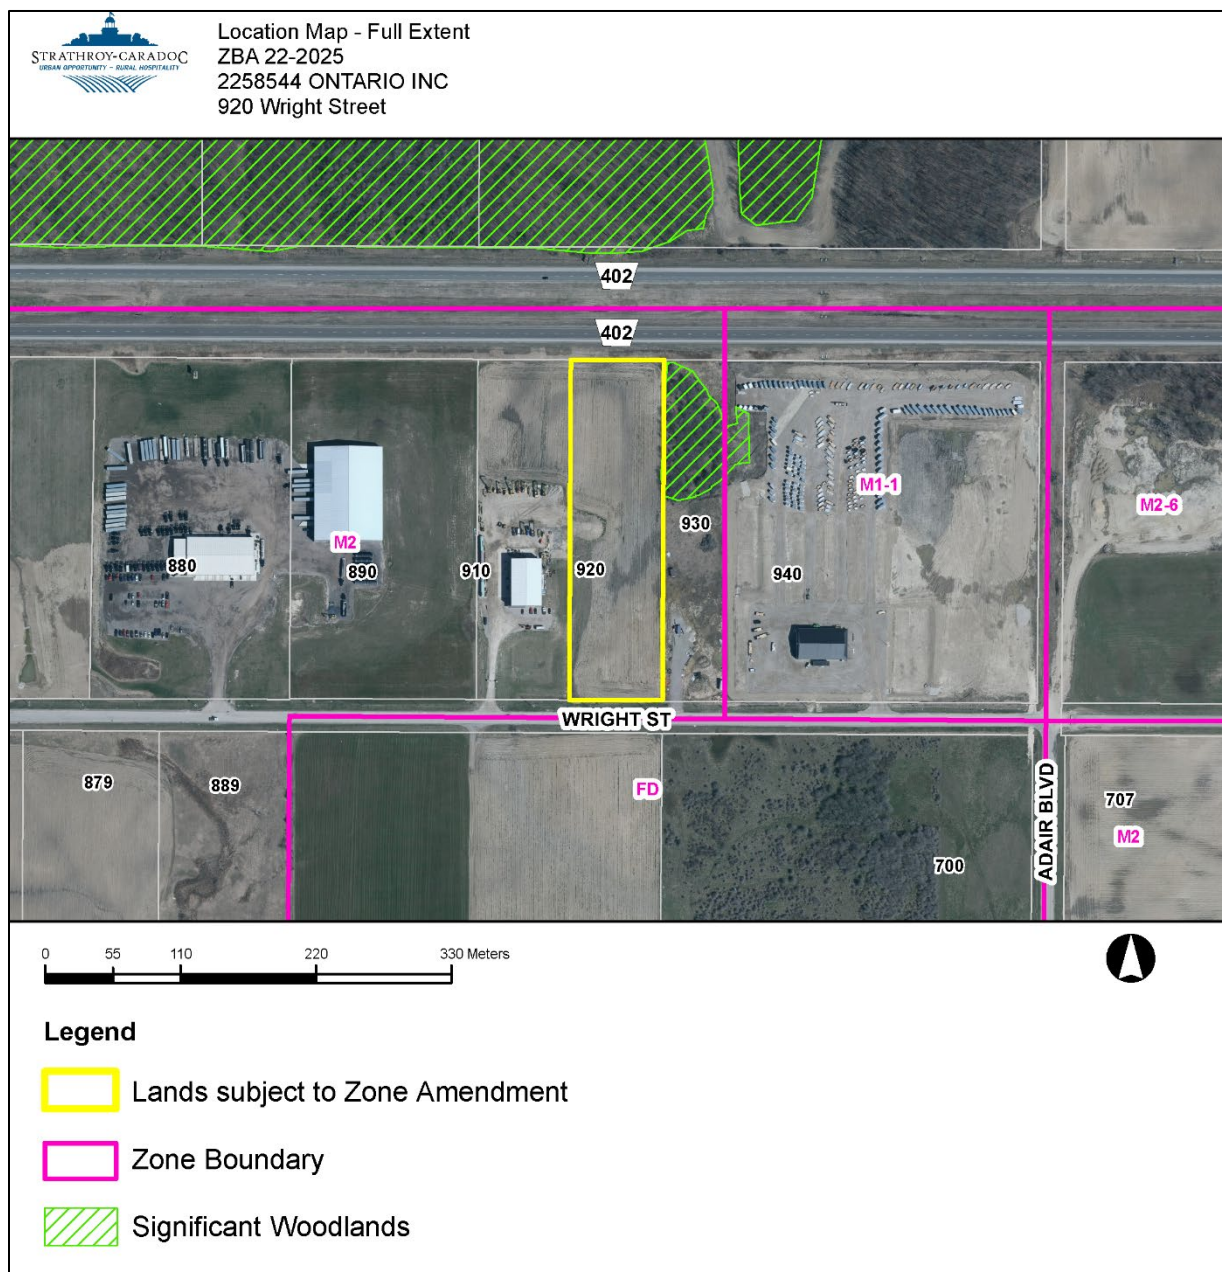 STRATHROY-CARADOC
URBAN OPPORTUNITY ~ RURAL HOSPITALITY
Location Map - Full Extent
ZBA 22-2025
2258544 ONTARIO INC
920 Wright Street
402
402
M1-1
M2-6
930
M2
880
890
910
920
940
WRIGHT ST
879
889
FD
707
M2
700
ADAIR BLVD
0 55 110 220 330 Meters
Legend
Lands subject to Zone Amendment
Zone Boundary
Significant Woodlands